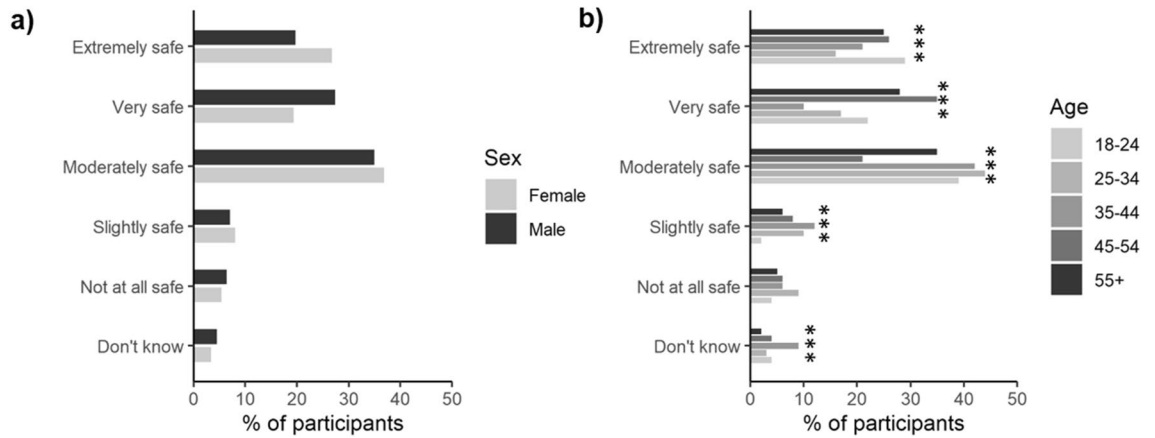 a)
Extremely safe
Very safe
Moderately safe
Slightly safe
Not at all safe
Don't know
0 10 20 30 40 50
% of participants
Sex
Female
Male
b)
Extremely safe
***
Very safe
***
Moderately safe
***
Slightly safe
***
Not at all safe
Don't know
***
0 10 20 30 40 50
% of participants
Age
18-24
25-34
35-44
45-54
55+